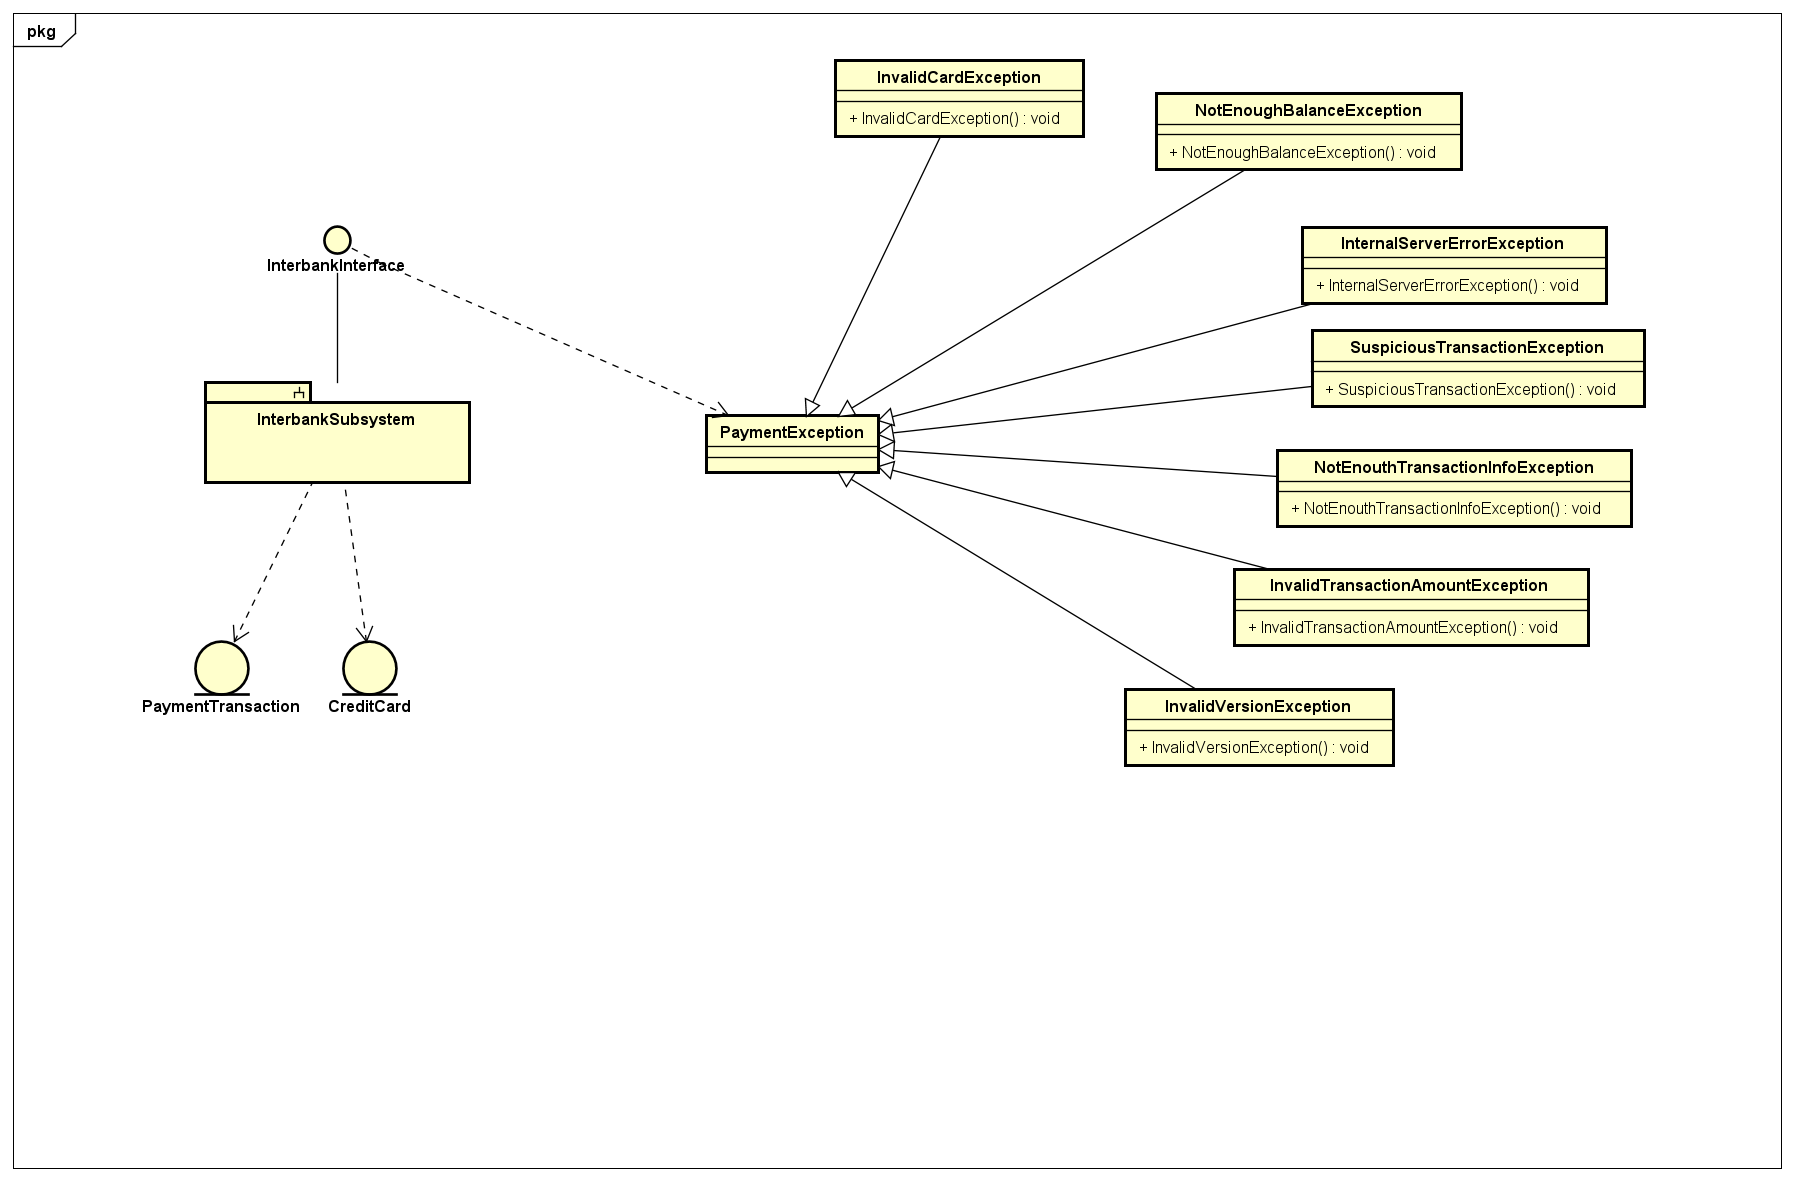 pkg
InvalidCardException
+ InvalidCardException() : void
NotEnoughBalanceException
+ NotEnoughBalanceException() : void
InterbankInterface
InternalServerErrorException
+ InternalServerErrorException() : void
SuspiciousTransactionException
+ SuspiciousTransactionException() : void
InterbankSubsystem
PaymentException
NotEnouthTransactionInfoException
+ NotEnouthTransactionInfoException() : void
InvalidTransactionAmountException
+ InvalidTransactionAmountException() : void
PaymentTransaction
CreditCard
InvalidVersionException
+ InvalidVersionException() : void